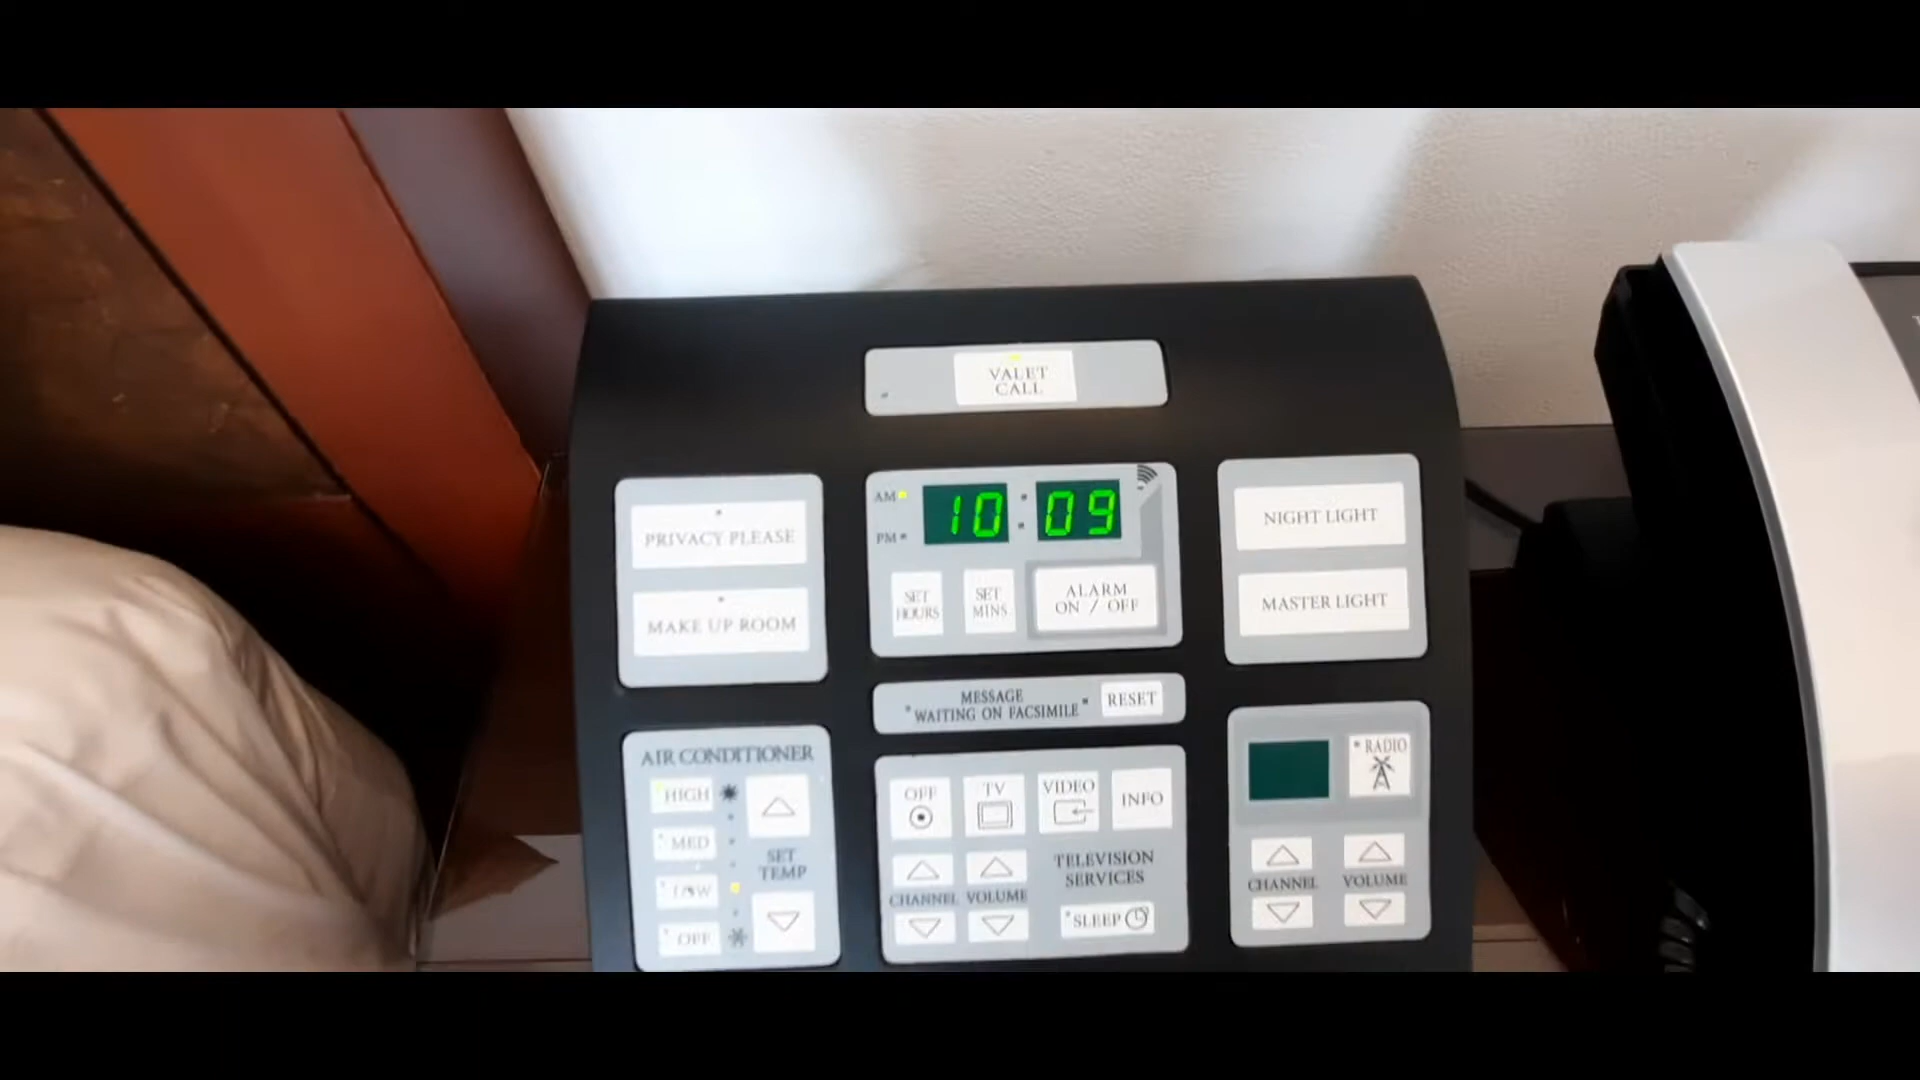 VALET
CALL
PRIVACY PLEASE
MAKE UP ROOM
AM
10:09
PM
SET
HOURS
SET
MINS
ALARM
ON / OFF
NIGHT LIGHT
MASTER LIGHT
MESSAGE
WAITING ON FACSIMILE
RESET
AIR CONDITIONER
HIGH
MED
LOW
OFF
SET
TEMP
OFF
TV
VIDEO
INFO
CHANNEL
VOLUME
TELEVISION
SERVICES
SLEEP
RADIO
CHANNEL
VOLUME